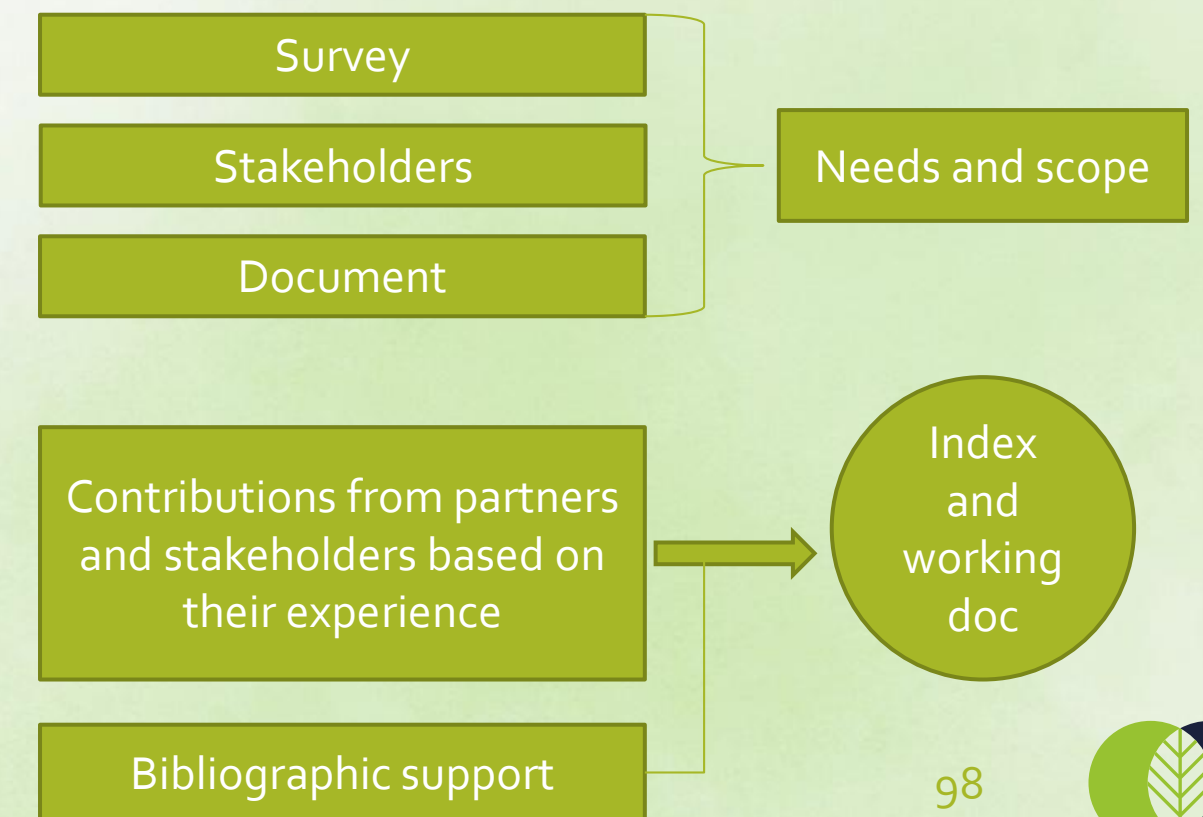 Survey
Stakeholders
Document
Needs and scope
Contributions from partners
and stakeholders based on
their experience
Bibliographic support
Index
and
working
doc
98